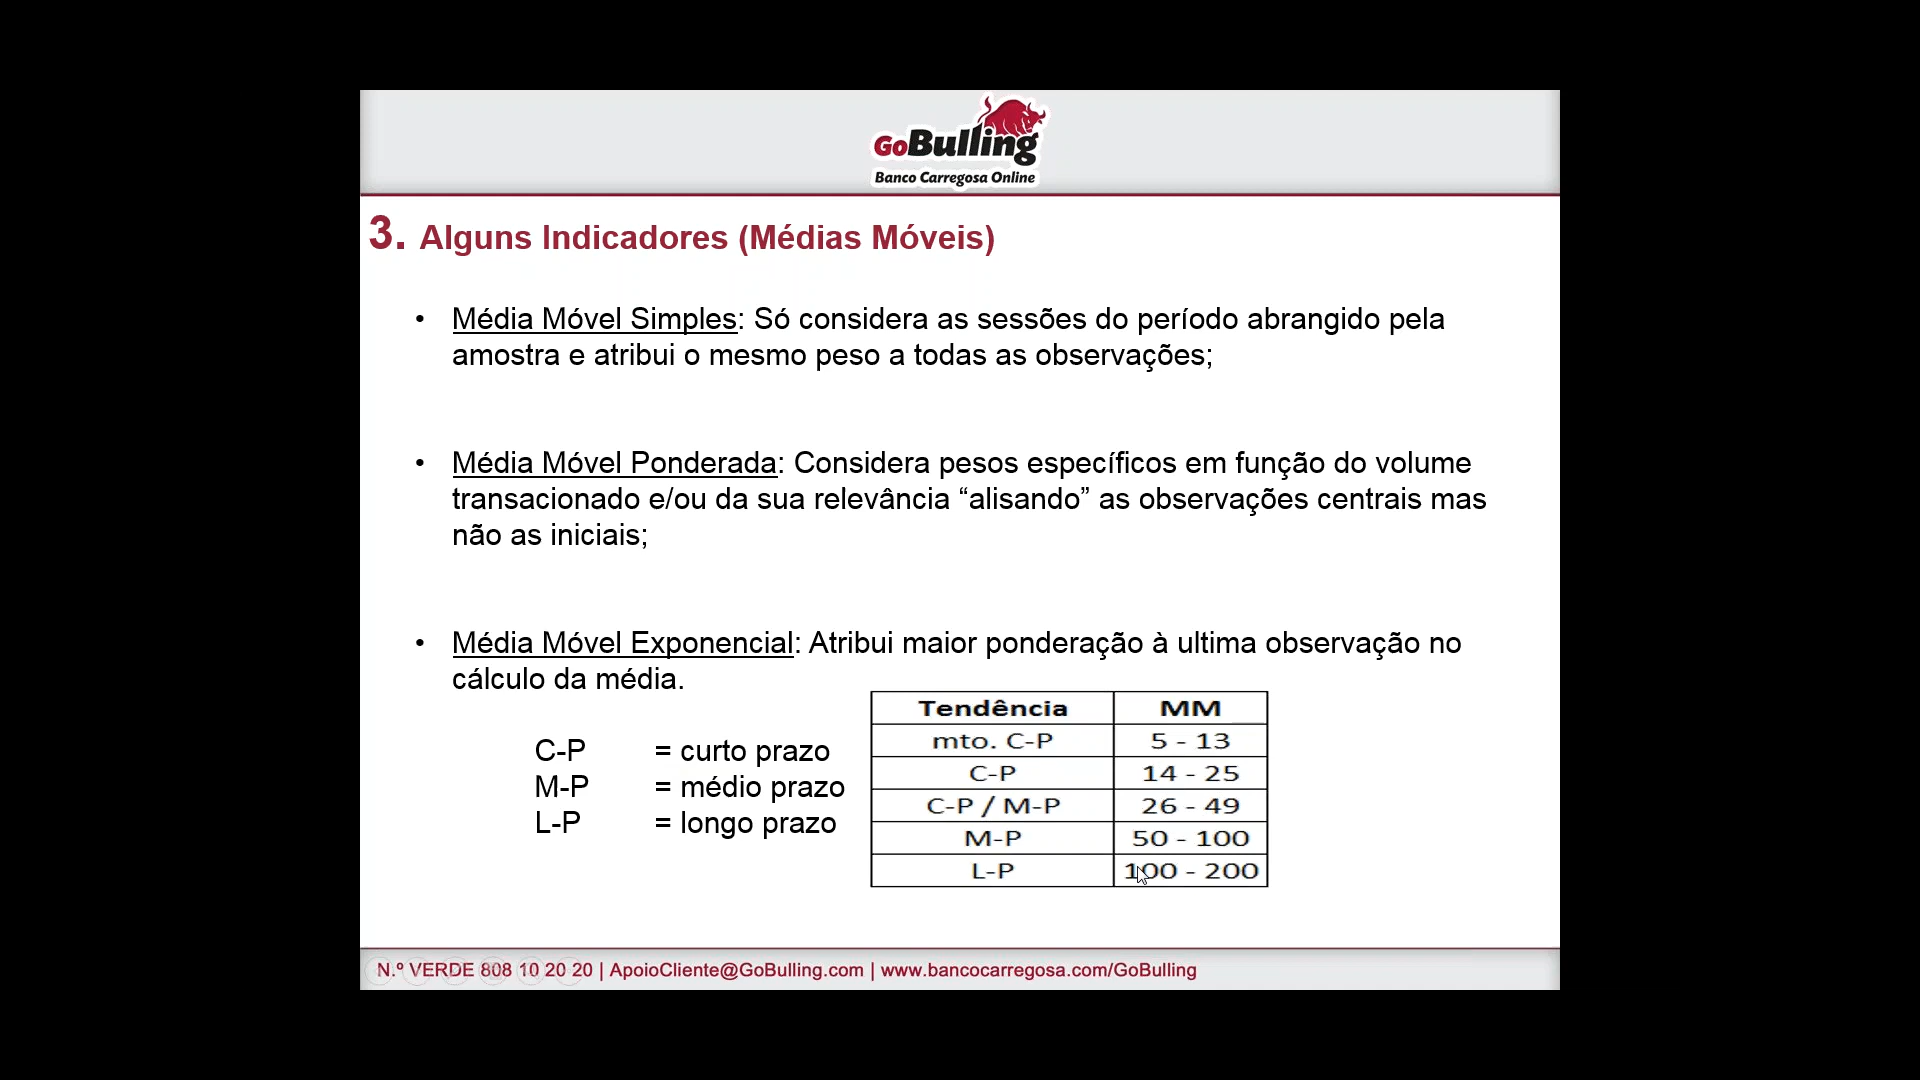 GoBulling
Banco Carregosa Online
3. Alguns Indicadores (Médias Móveis)
• Média Móvel Simples: Só considera as sessões do período abrangido pela
amostra e atribui o mesmo peso a todas as observações;
• Média Móvel Ponderada: Considera pesos específicos em função do volume
transacionado e/ou da sua relevância “alisando” as observações centrais mas
não as iniciais;
• Média Móvel Exponencial: Atribui maior ponderação à ultima observação no
cálculo da média.
C-P = curto prazo
M-P = médio prazo
L-P = longo prazo
Tendência MM
mto. C-P 5 - 13
C-P 14 - 25
C-P / M-P 26 - 49
M-P 50 - 100
L-P 100 - 200
N.º VERDE 808 10 20 20 | ApoioCliente@GoBulling.com | www.bancocarregosa.com/GoBulling